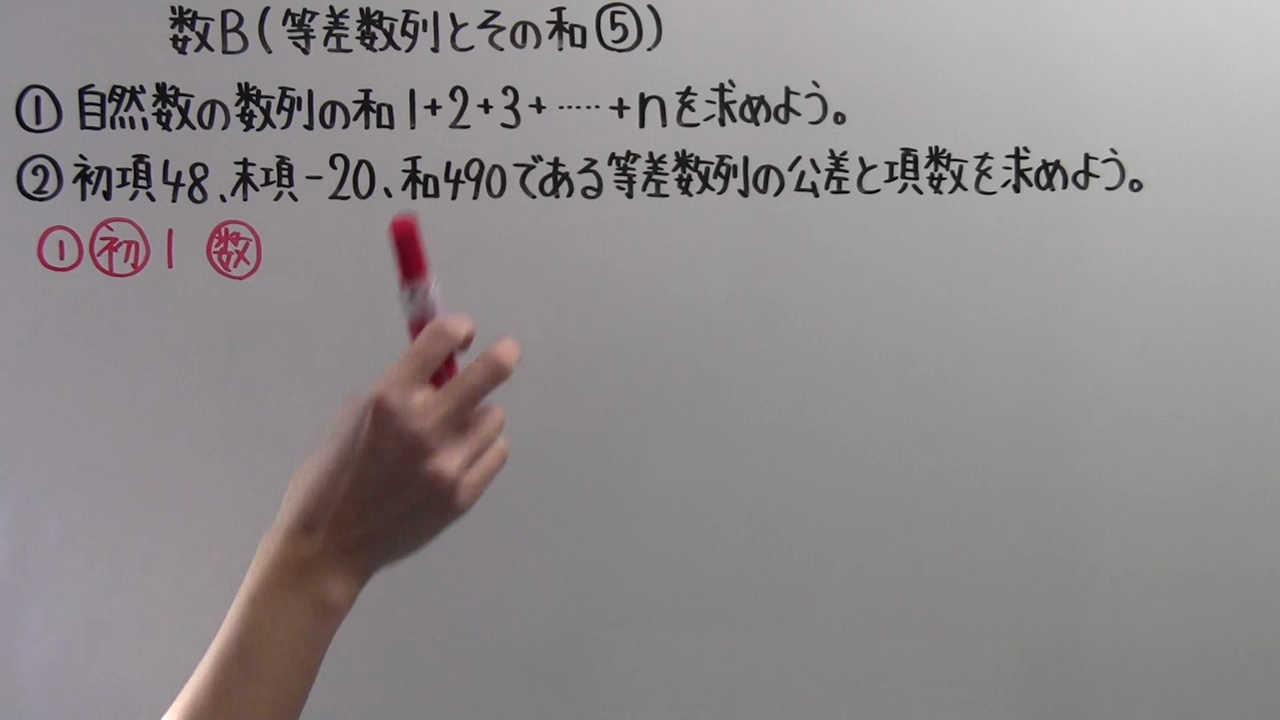 数B(等差数列とその和⑤)
① 自然数の数列の和1+2+3+……+nを求めよう。
② 初項48、末項-20、和490である等差数列の公差と項数を求めよう。
① 初 1 数